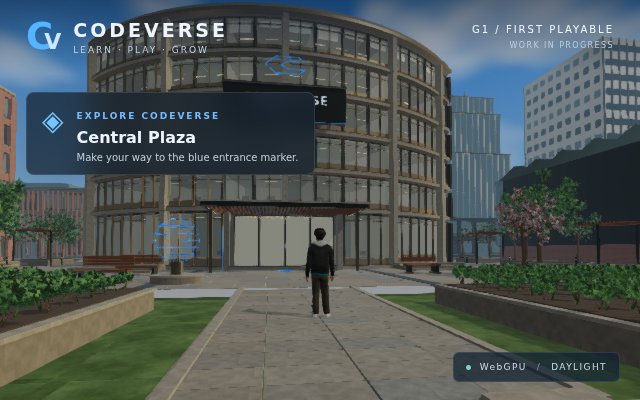 Cv CODEVERSE
LEARN · PLAY · GROW
G1 / FIRST PLAYABLE
WORK IN PROGRESS
SE
EXPLORE CODEVERSE
Central Plaza
Make your way to the blue entrance marker.
WebGPU / DAYLIGHT